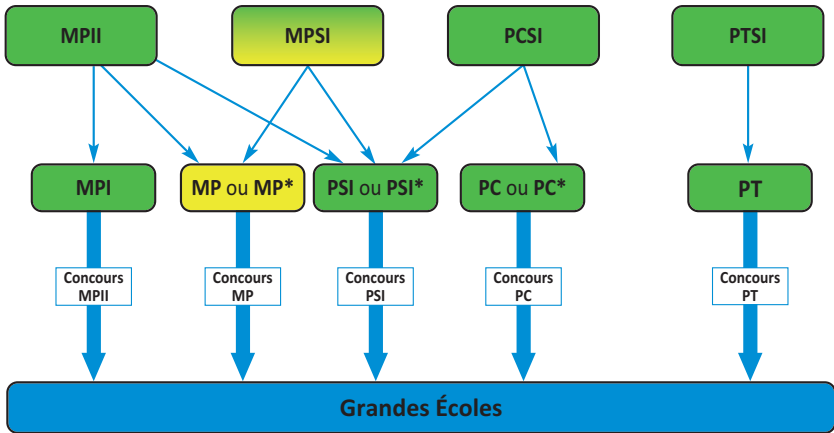 MPII
MPSI
PCSI
PTSI
MPI
MP ou MP*
PSI ou PSI*
PC ou PC*
PT
Concours
MPII
Concours
MP
Concours
PSI
Concours
PC
Concours
PT
Grandes Écoles